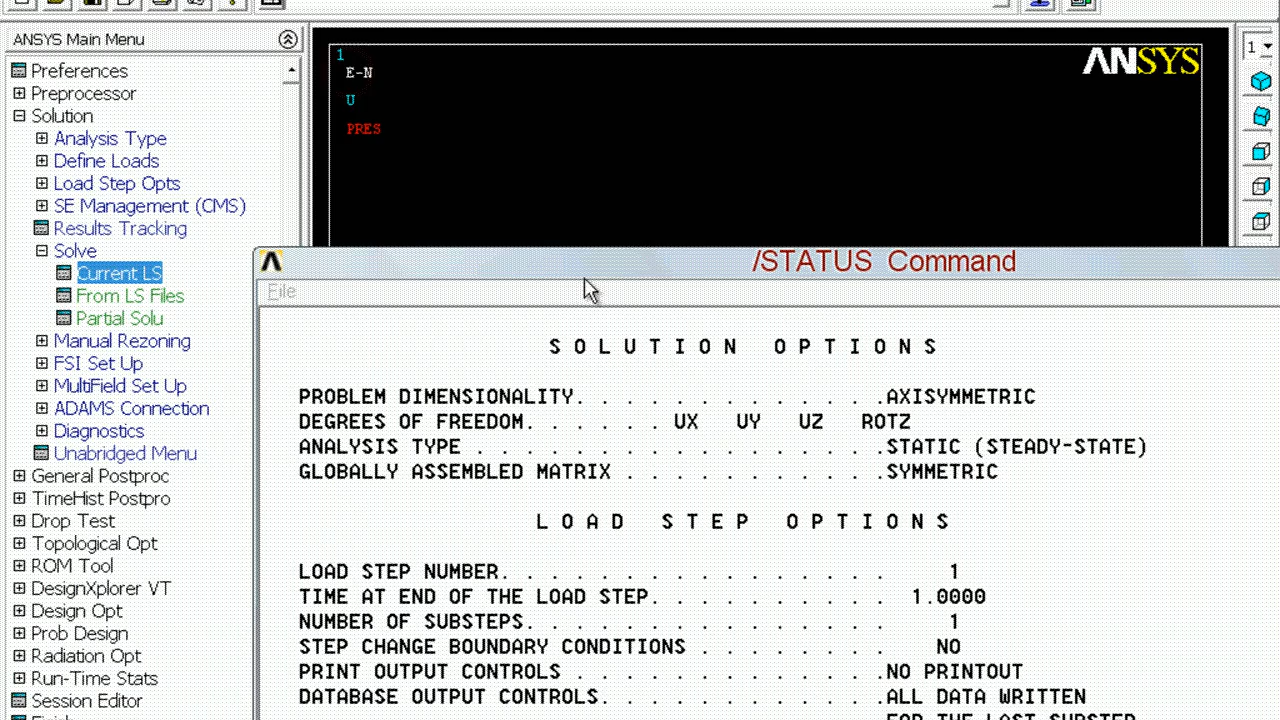 ANSYS Main Menu
Preferences
Preprocessor
Solution
Analysis Type
Define Loads
Load Step Opts
SE Management (CMS)
Results Tracking
Solve
Current LS
From LS Files
Partial Solu
Manual Rezoning
FSI Set Up
MultiField Set Up
ADAMS Connection
Diagnostics
Unabridged Menu
General Postproc
TimeHist Postpro
Drop Test
Topological Opt
ROM Tool
DesignXplorer VT
Design Opt
Prob Design
Radiation Opt
Run-Time Stats
Session Editor
1
E-N
U
PRES
ANSYS
1
/STATUS Command
File
S O L U T I O N   O P T I O N S
PROBLEM DIMENSIONALITY. . . . . . . . . . . . .AXISYMMETRIC
DEGREES OF FREEDOM. . . . . . UX   UY   UZ   ROTZ
ANALYSIS TYPE . . . . . . . . . . . . . . . . .STATIC (STEADY-STATE)
GLOBALLY ASSEMBLED MATRIX . . . . . . . . . . .SYMMETRIC
L O A D   S T E P   O P T I O N S
LOAD STEP NUMBER. . . . . . . . . . . . . . . .     1
TIME AT END OF THE LOAD STEP. . . . . . . . . .  1.0000
NUMBER OF SUBSTEPS. . . . . . . . . . . . . . .     1
STEP CHANGE BOUNDARY CONDITIONS . . . . . . . .    NO
PRINT OUTPUT CONTROLS . . . . . . . . . . . . .NO PRINTOUT
DATABASE OUTPUT CONTROLS. . . . . . . . . . . .ALL DATA WRITTEN
FOR THE LAST SUBSTEP